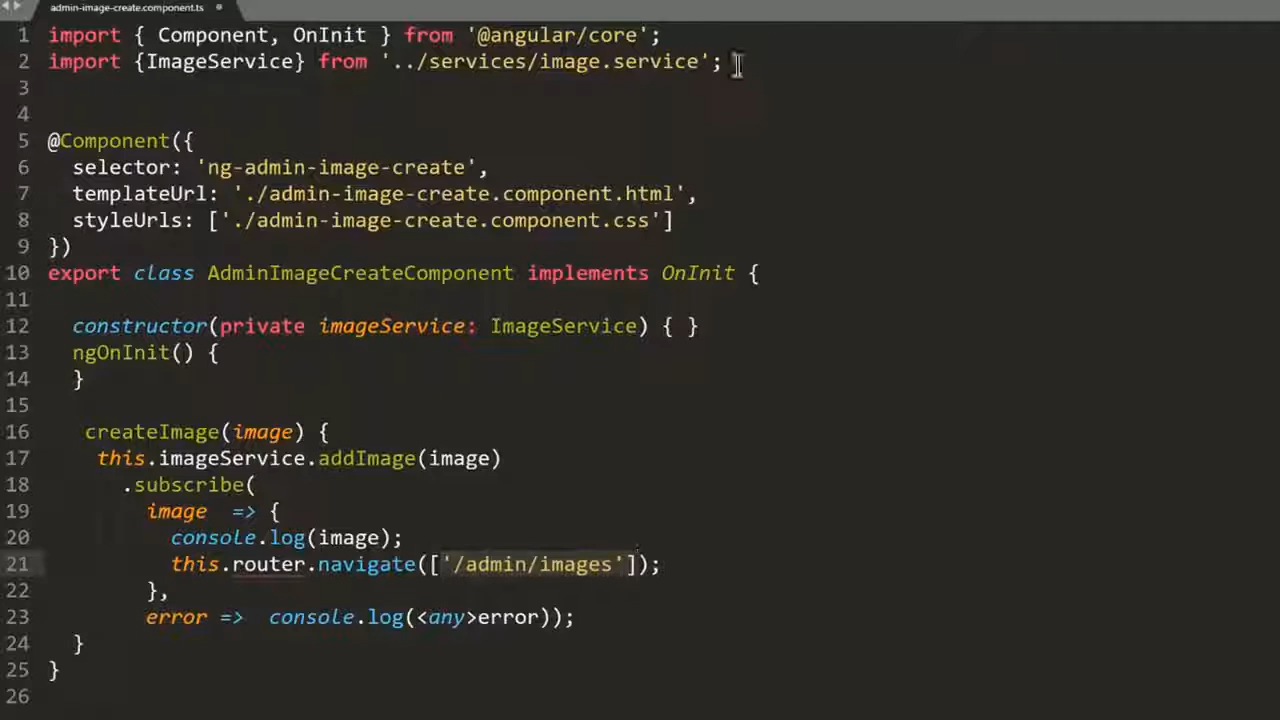 admin-image-create.component.ts
1 import { Component, OnInit } from '@angular/core';
2 import {ImageService} from '../services/image.service';
3
4
5 @Component({
6   selector: 'ng-admin-image-create',
7   templateUrl: './admin-image-create.component.html',
8   styleUrls: ['./admin-image-create.component.css']
9 })
10 export class AdminImageCreateComponent implements OnInit {
11
12   constructor(private imageService: ImageService) { }
13   ngOnInit() {
14   }
15
16    createImage(image) {
17     this.imageService.addImage(image)
18       .subscribe(
19         image  => {
20           console.log(image);
21           this.router.navigate(['/admin/images']);
22         },
23         error =>  console.log(<any>error));
24   }
25 }
26